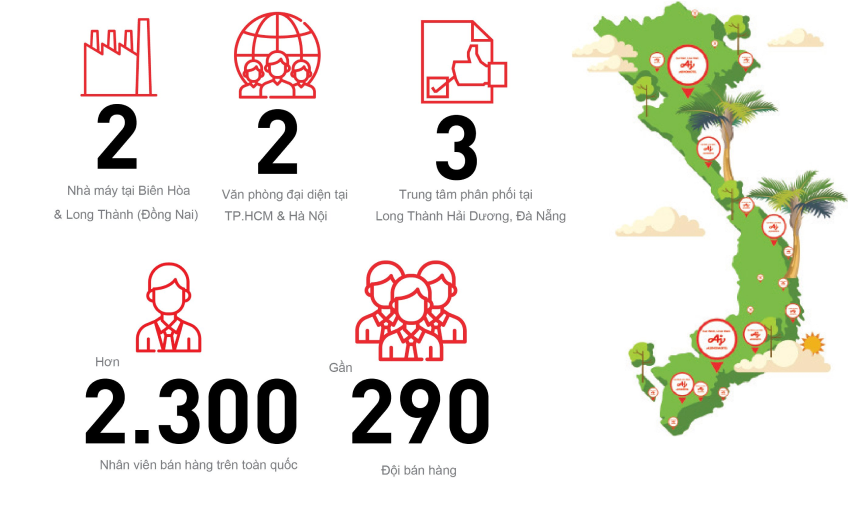 2
Nhà máy tại Biên Hòa
& Long Thành (Đồng Nai)
2
Văn phòng đại diện tại
TP.HCM & Hà Nội
3
Trung tâm phân phối tại
Long Thành Hải Dương, Đà Nẵng
Hơn
2.300
Nhân viên bán hàng trên toàn quốc
Gần
290
Đội bán hàng